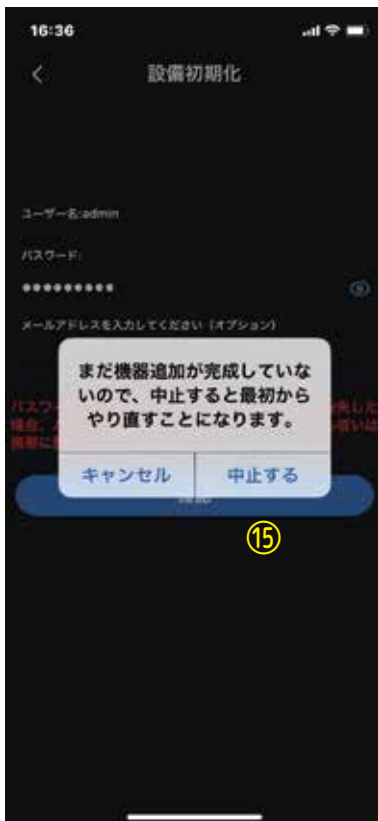 16:36
設備初期化
ユーザー名:admin
パスワード:
●●●●●●●●●
メールアドレスを入力してください（オプション）
まだ機器追加が完成していな
いので、中止すると最初から
やり直すことになります。
キャンセル
中止する
⑮